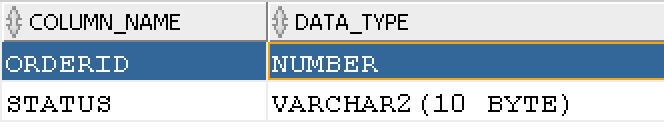 COLUMN_NAME DATA_TYPE
ORDERID NUMBER
STATUS VARCHAR2(10 BYTE)